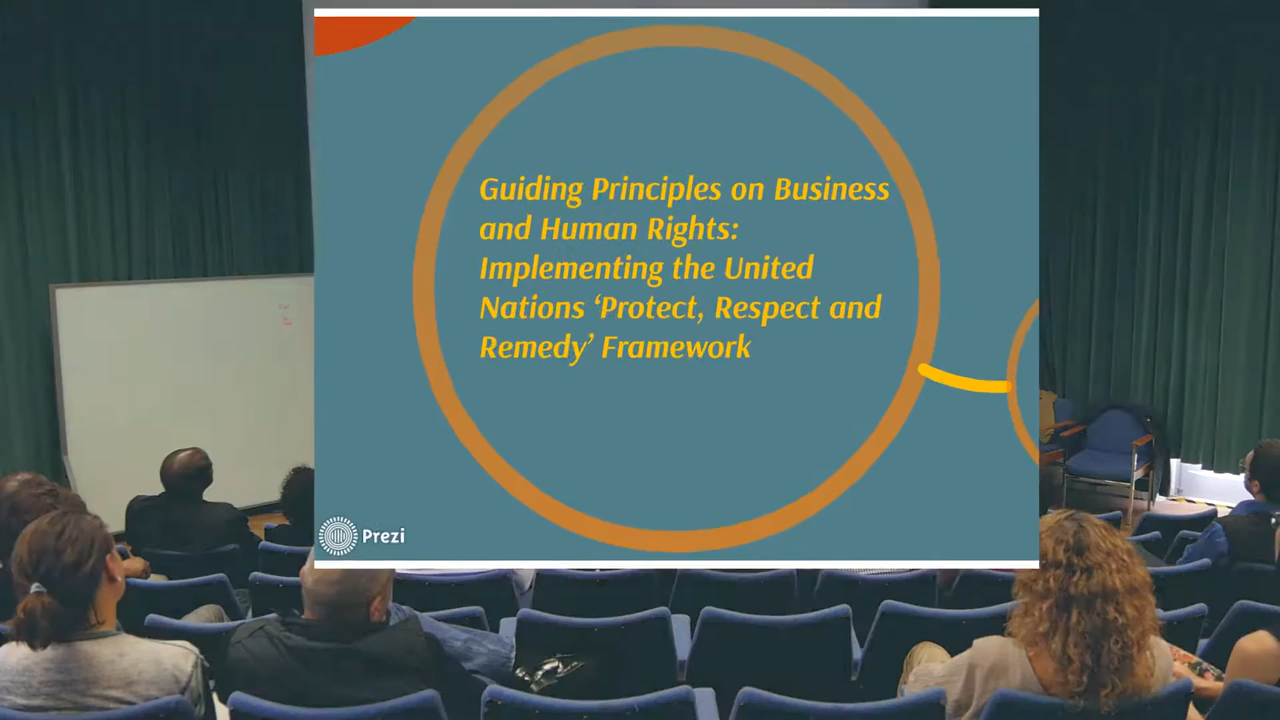 Guiding Principles on Business
and Human Rights:
Implementing the United
Nations ‘Protect, Respect and
Remedy’ Framework
Prezi